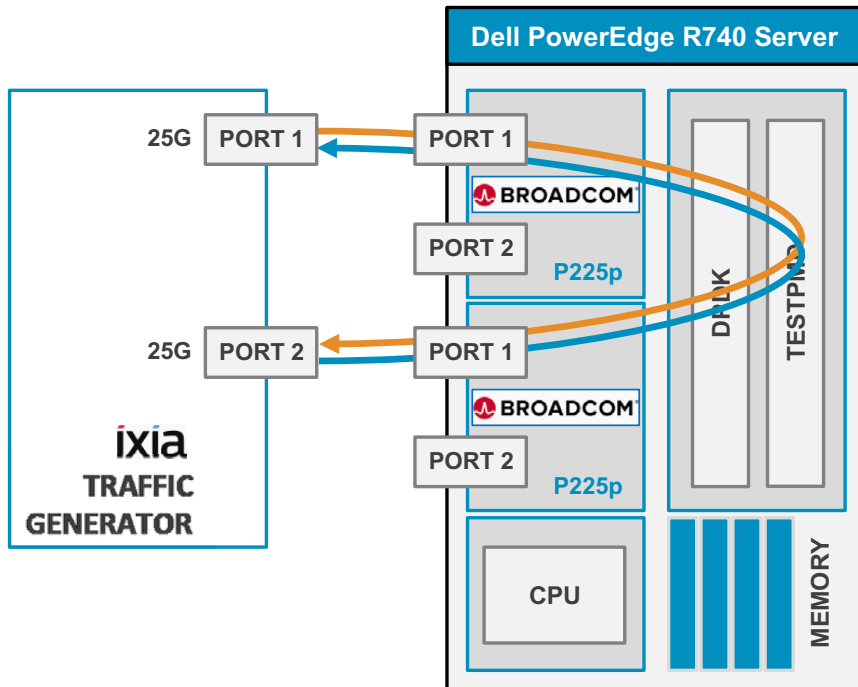 Dell PowerEdge R740 Server
25G
PORT 1
PORT 1
BROADCOM
PORT 2
P225p
25G
PORT 2
PORT 1
BROADCOM
PORT 2
P225p
ixia
TRAFFIC
GENERATOR
DPDK
TESTPMD
CPU
MEMORY